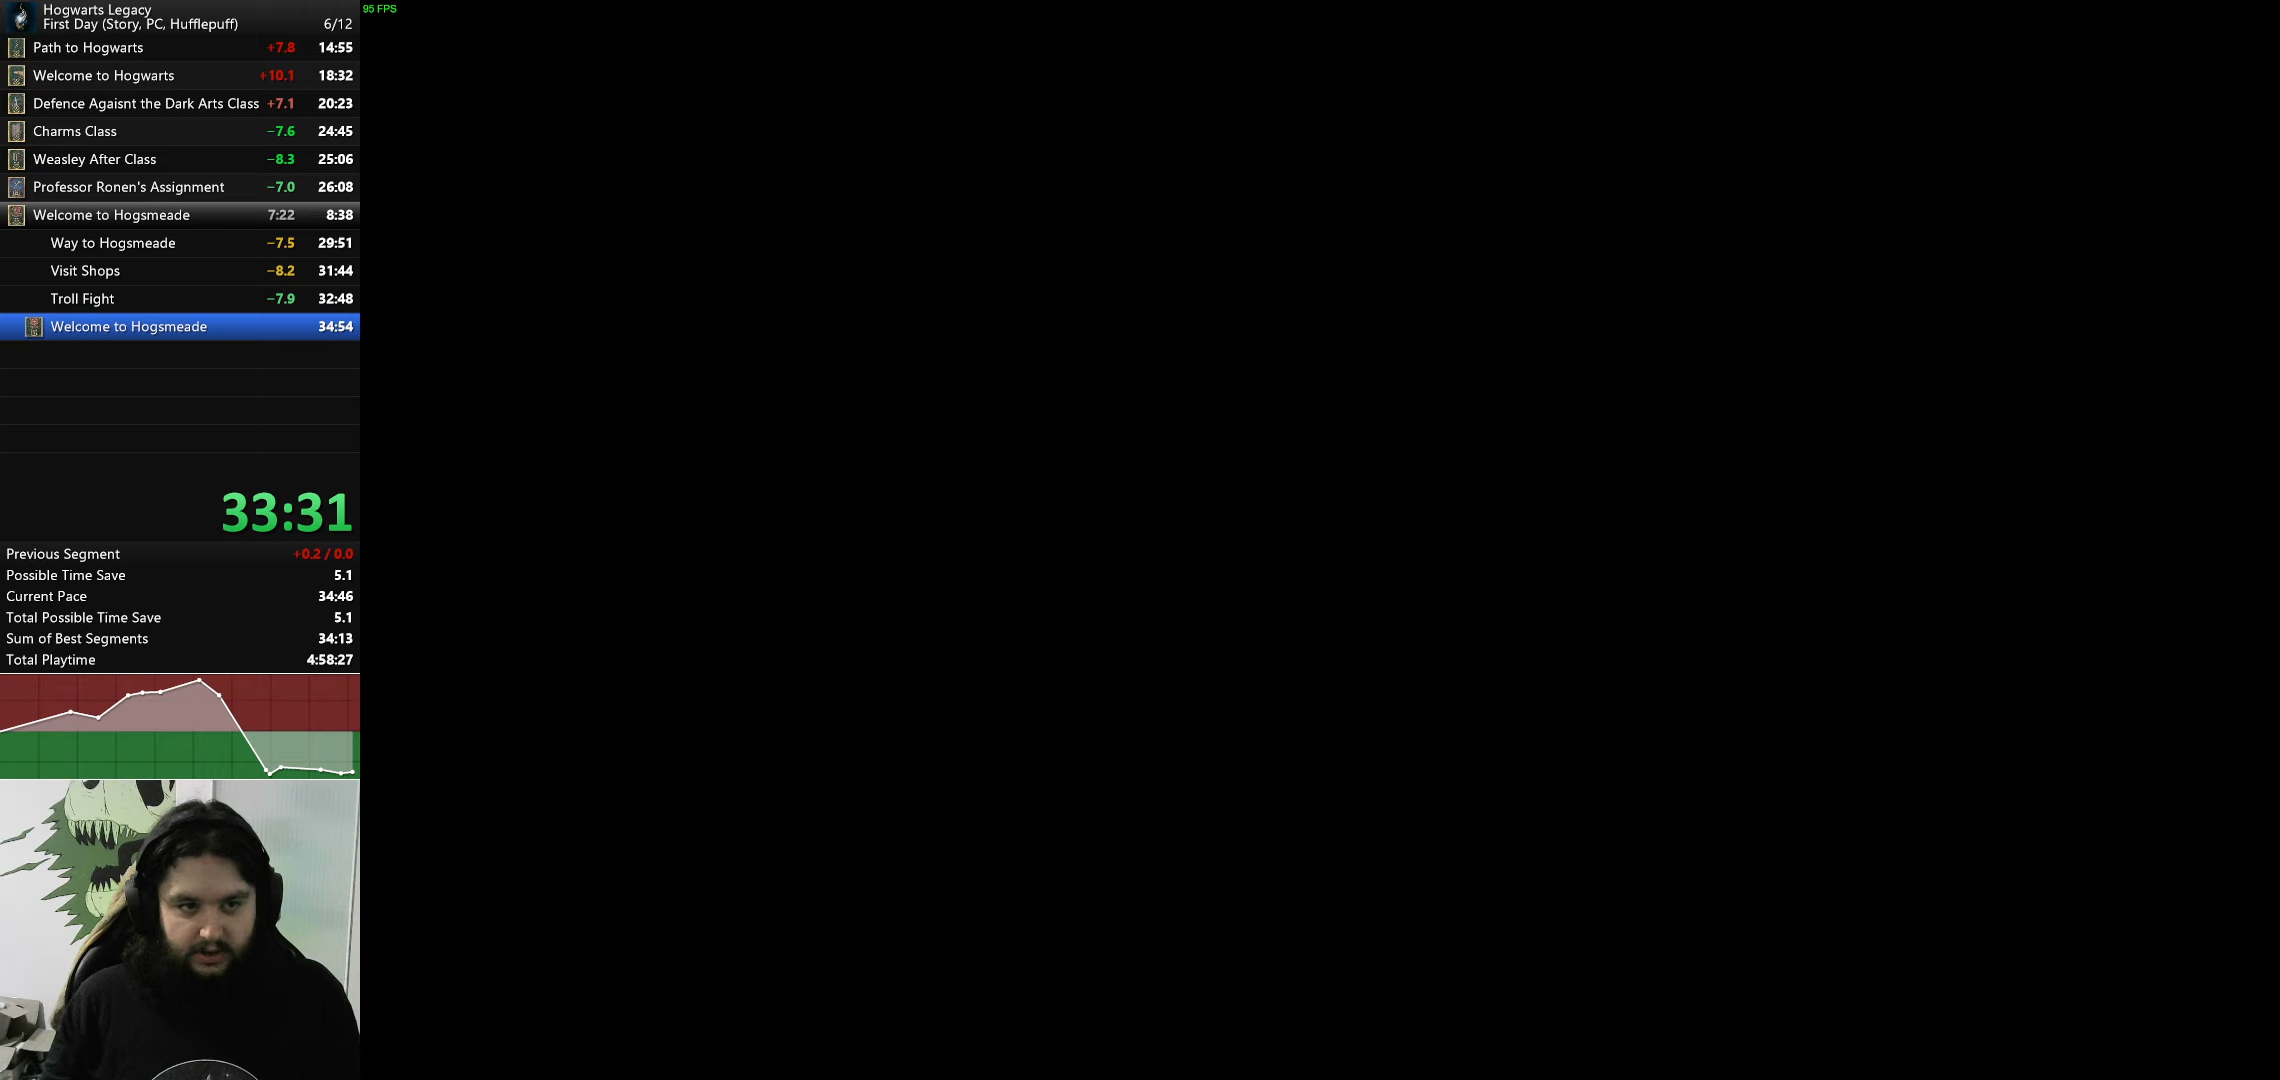 Hogwarts Legacy
First Day (Story, PC, Hufflepuff) 6/12
95 FPS
Path to Hogwarts +7.8 14:55
Welcome to Hogwarts +10.1 18:32
Defence Agaisnt the Dark Arts Class +7.1 20:23
Charms Class −7.6 24:45
Weasley After Class −8.3 25:06
Professor Ronen's Assignment −7.0 26:08
Welcome to Hogsmeade 7:22 8:38
Way to Hogsmeade −7.5 29:51
Visit Shops −8.2 31:44
Troll Fight −7.9 32:48
Welcome to Hogsmeade 34:54
33:31
Previous Segment +0.2 / 0.0
Possible Time Save 5.1
Current Pace 34:46
Total Possible Time Save 5.1
Sum of Best Segments 34:13
Total Playtime 4:58:27